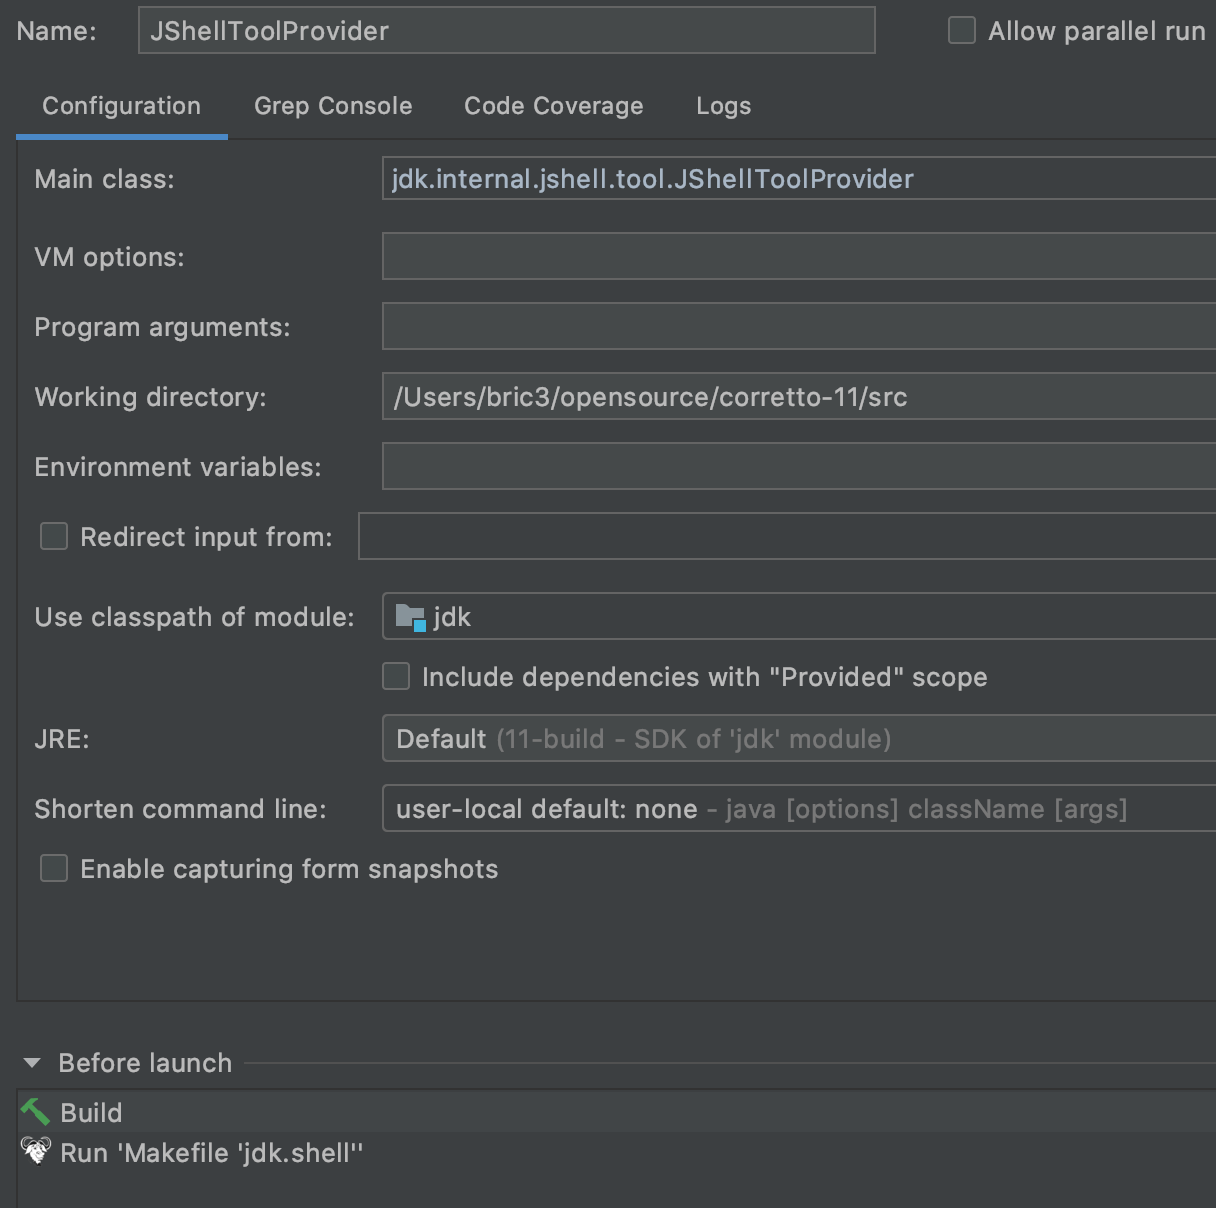 Name: JShellToolProvider Allow parallel run
Configuration Grep Console Code Coverage Logs
Main class: jdk.internal.jshell.tool.JShellToolProvider
VM options:
Program arguments:
Working directory: /Users/bric3/opensource/corretto-11/src
Environment variables:
Redirect input from:
Use classpath of module: jdk
Include dependencies with "Provided" scope
JRE: Default (11-build - SDK of 'jdk' module)
Shorten command line: user-local default: none - java [options] className [args]
Enable capturing form snapshots
Before launch
Build
Run 'Makefile 'jdk.shell''